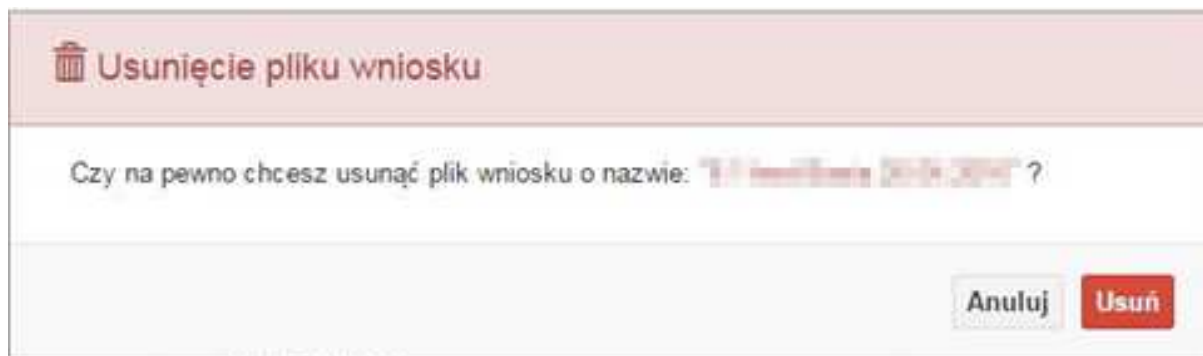 Usunięcie pliku wniosku
Czy na pewno chcesz usunąć plik wniosku o nazwie: " " ?
Anuluj
Usuń